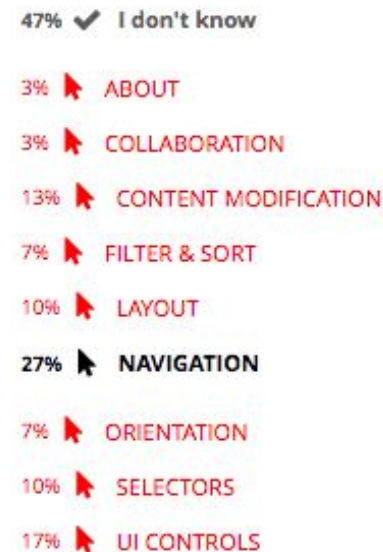 47% I don't know
3% ABOUT
3% COLLABORATION
13% CONTENT MODIFICATION
7% FILTER & SORT
10% LAYOUT
27% NAVIGATION
7% ORIENTATION
10% SELECTORS
17% UI CONTROLS